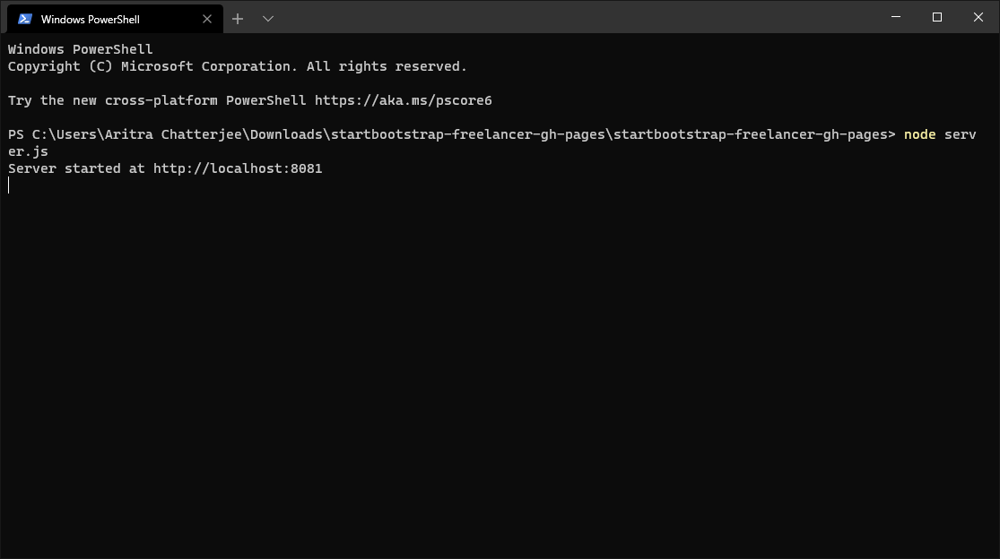 Windows PowerShell
Windows PowerShell
Copyright (C) Microsoft Corporation. All rights reserved.
Try the new cross-platform PowerShell https://aka.ms/pscore6
PS C:\Users\Aritra Chatterjee\Downloads\startbootstrap-freelancer-gh-pages\startbootstrap-freelancer-gh-pages> node serv
er.js
Server started at http://localhost:8081